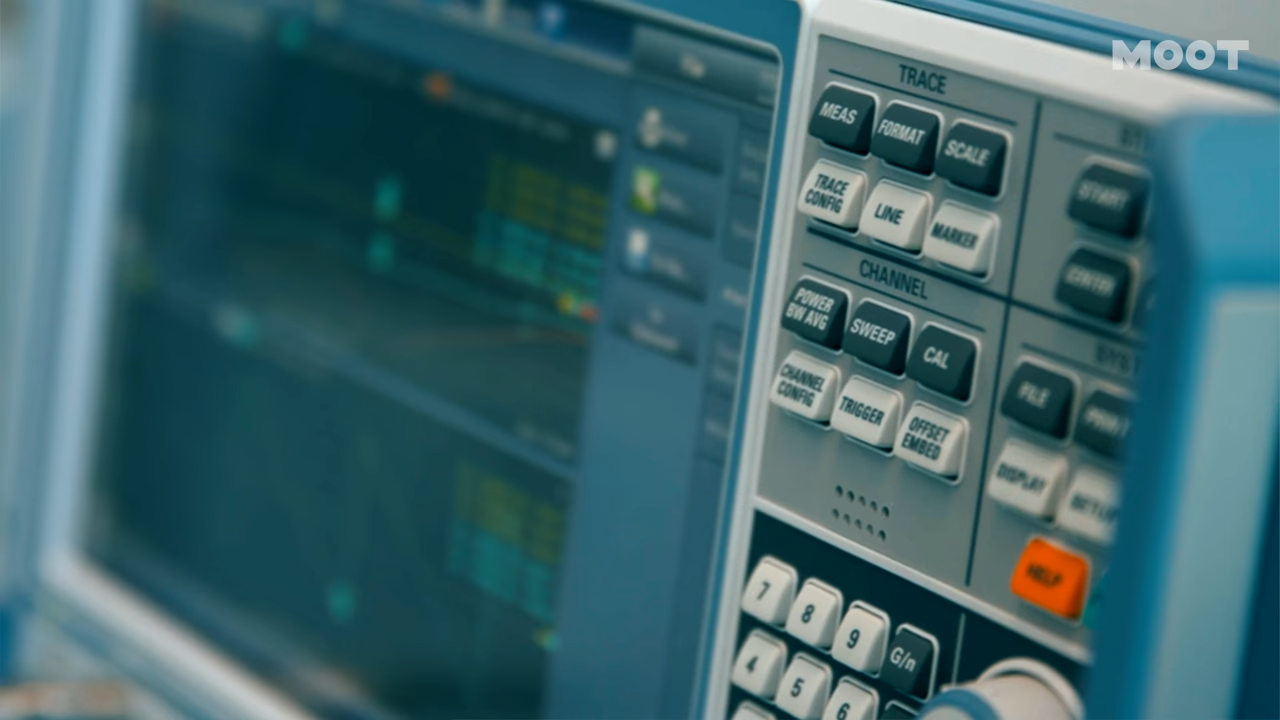 MOOT
TRACE
MEAS
FORMAT
SCALE
TRACE
CONFIG
LINE
MARKER
START
CENTER
CHANNEL
POWER
BW AVG
SWEEP
CAL
CHANNEL
CONFIG
TRIGGER
OFFSET
EMBED
FILE
DISPLAY
HELP
7
8
9
G/n
4
5
6